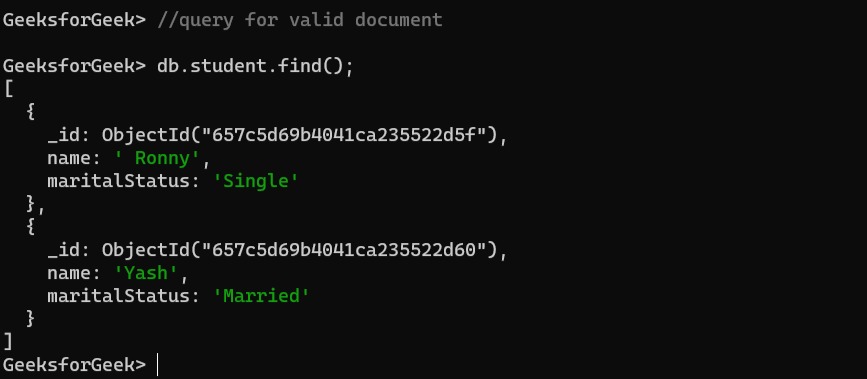 GeeksforGeek> //query for valid document
GeeksforGeek> db.student.find();
[
  {
    _id: ObjectId("657c5d69b4041ca235522d5f"),
    name: ' Ronny',
    maritalStatus: 'Single'
  },
  {
    _id: ObjectId("657c5d69b4041ca235522d60"),
    name: 'Yash',
    maritalStatus: 'Married'
  }
]
GeeksforGeek>